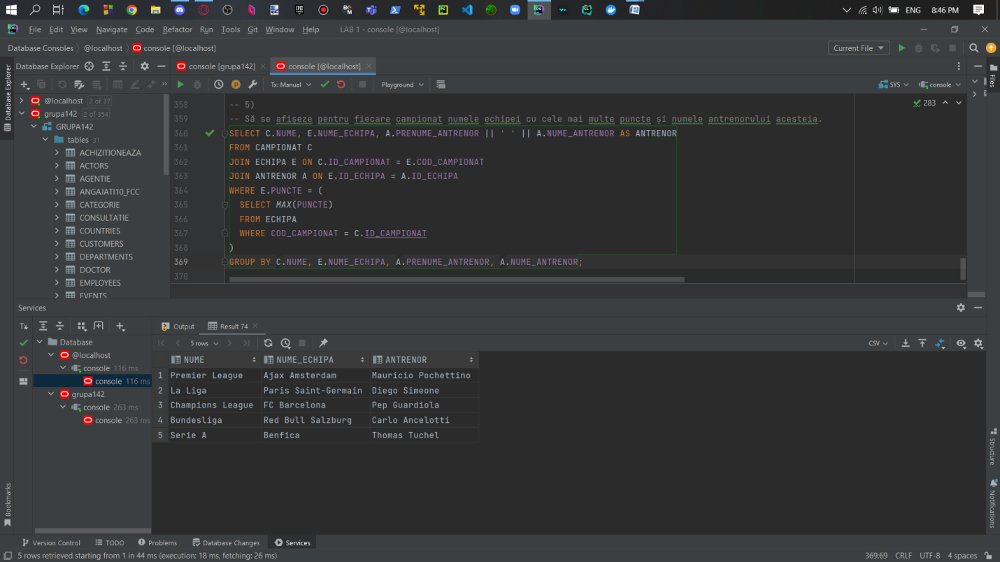 ENG 8:46 PM
File Edit View Navigate Code Refactor Run Tools Git Window Help LAB 1 - console [@localhost]
Database Consoles @localhost console [@localhost] Current File
Database Explorer console [grupa142] console [@localhost]
Tx: Manual Playground SYS console
Database Explorer
Files
@localhost 2 of 37
grupa142 2 of 354
GRUPA142
tables 31
ACHIZITIONEAZA
ACTORS
AGENTIE
ANGAJATI10_FCC
CATEGORIE
CONSULTATIE
COUNTRIES
CUSTOMERS
DEPARTMENTS
DOCTOR
EMPLOYEES
EVENTS
283
358 -- 5)
359 -- Să se afișeze pentru fiecare campionat numele echipei cu cele mai multe puncte și numele antrenorului acesteia.
360 SELECT C.NUME, E.NUME_ECHIPA, A.PRENUME_ANTRENOR || ' ' || A.NUME_ANTRENOR AS ANTRENOR
361 FROM CAMPIONAT C
362 JOIN ECHIPA E ON C.ID_CAMPIONAT = E.COD_CAMPIONAT
363 JOIN ANTRENOR A ON E.ID_ECHIPA = A.ID_ECHIPA
364 WHERE E.PUNCTE = (
365 SELECT MAX(PUNCTE)
366 FROM ECHIPA
367 WHERE COD_CAMPIONAT = C.ID_CAMPIONAT
368 )
369 GROUP BY C.NUME, E.NUME_ECHIPA, A.PRENUME_ANTRENOR, A.NUME_ANTRENOR;
370
Services
Tx
Database
@localhost
console 116 ms
console 116 ms
grupa142
console 263 ms
console 263 ms
Output Result 74
5 rows CSV
NUME NUME_ECHIPA ANTRENOR
1 Premier League Ajax Amsterdam Mauricio Pochettino
2 La Liga Paris Saint-Germain Diego Simeone
3 Champions League FC Barcelona Pep Guardiola
4 Bundesliga Red Bull Salzburg Carlo Ancelotti
5 Serie A Benfica Thomas Tuchel
Bookmarks
Structure
Notifications
Version Control TODO Problems Database Changes Services
5 rows retrieved starting from 1 in 44 ms (execution: 18 ms, fetching: 26 ms) 369:69 CRLF UTF-8 4 spaces